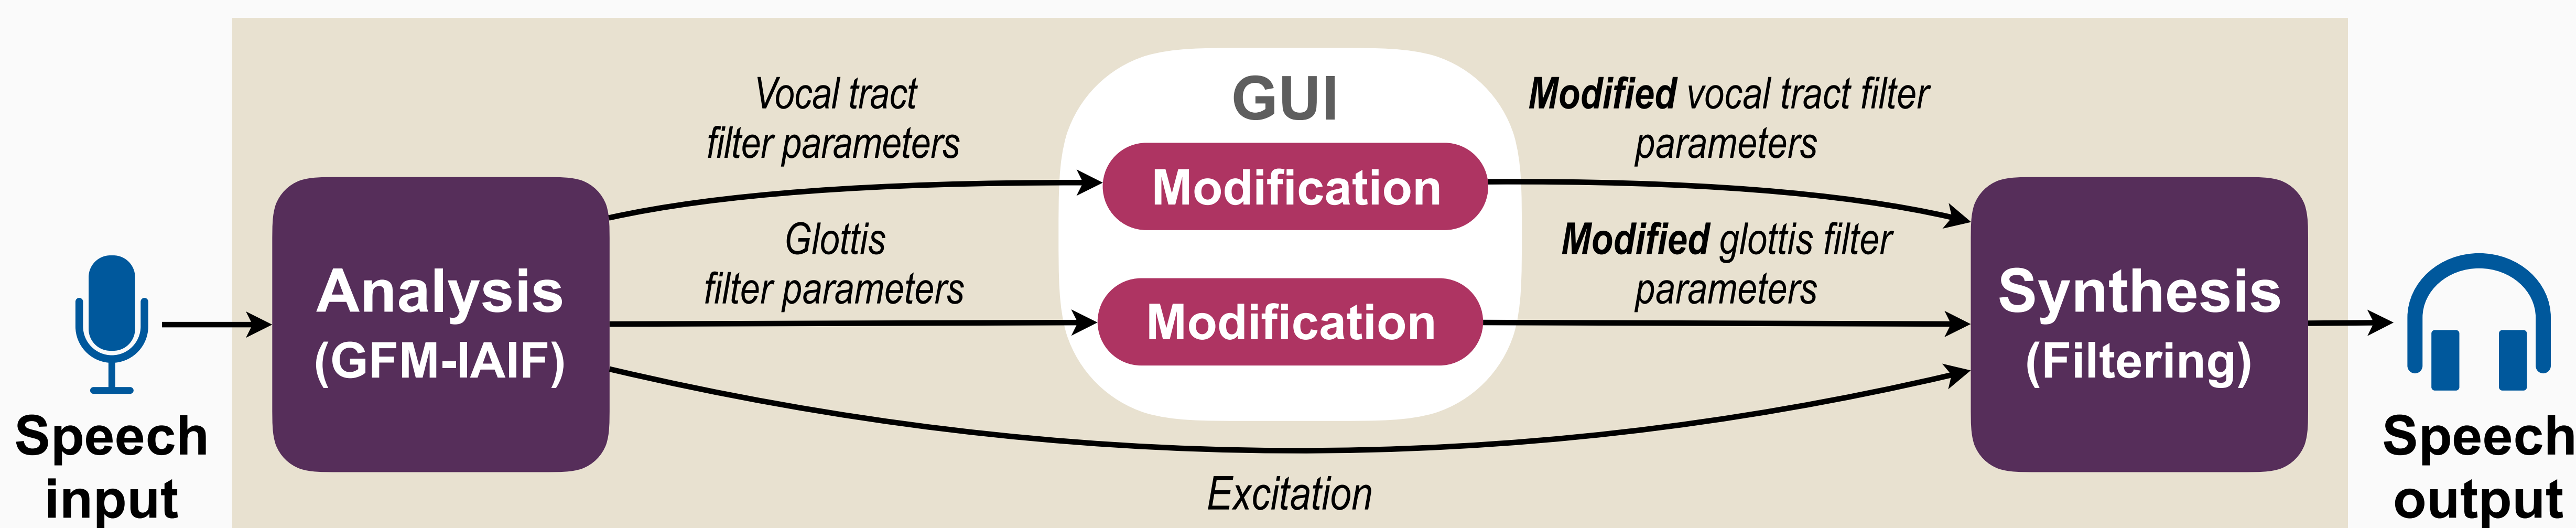 Speech
input
Analysis
(GFM-IAIF)
Vocal tract
filter parameters
Glottis
filter parameters
GUI
Modification
Modification
Modified vocal tract filter
parameters
Modified glottis filter
parameters
Excitation
Synthesis
(Filtering)
Speech
output